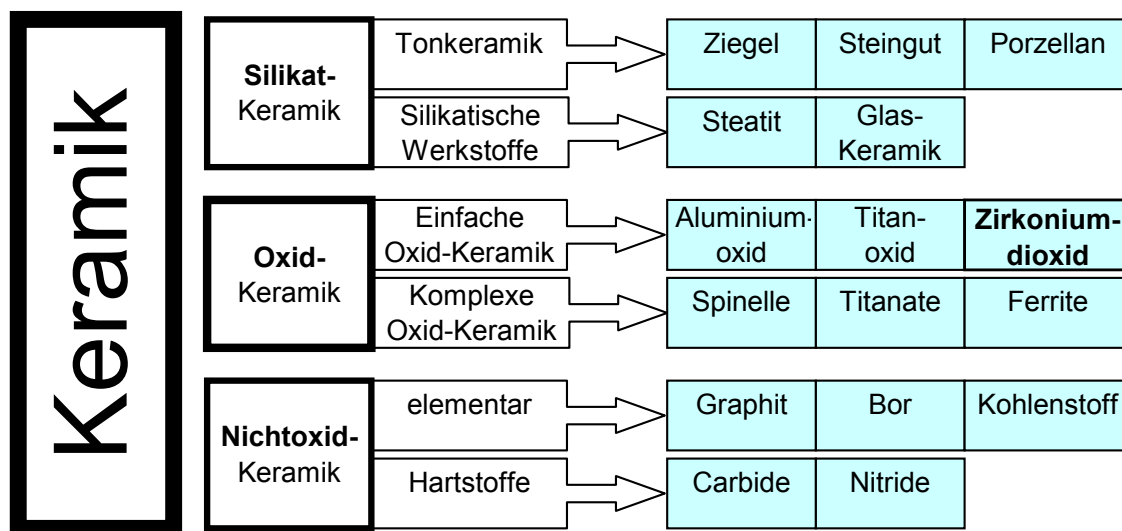 Keramik
Silikat-
Keramik
Tonkeramik
Ziegel
Steingut
Porzellan
Silikatische
Werkstoffe
Steatit
Glas-
Keramik
Oxid-
Keramik
Einfache
Oxid-Keramik
Aluminium-
oxid
Titan-
oxid
Zirkonium-
dioxid
Komplexe
Oxid-Keramik
Spinelle
Titanate
Ferrite
Nichtoxid-
Keramik
elementar
Graphit
Bor
Kohlenstoff
Hartstoffe
Carbide
Nitride